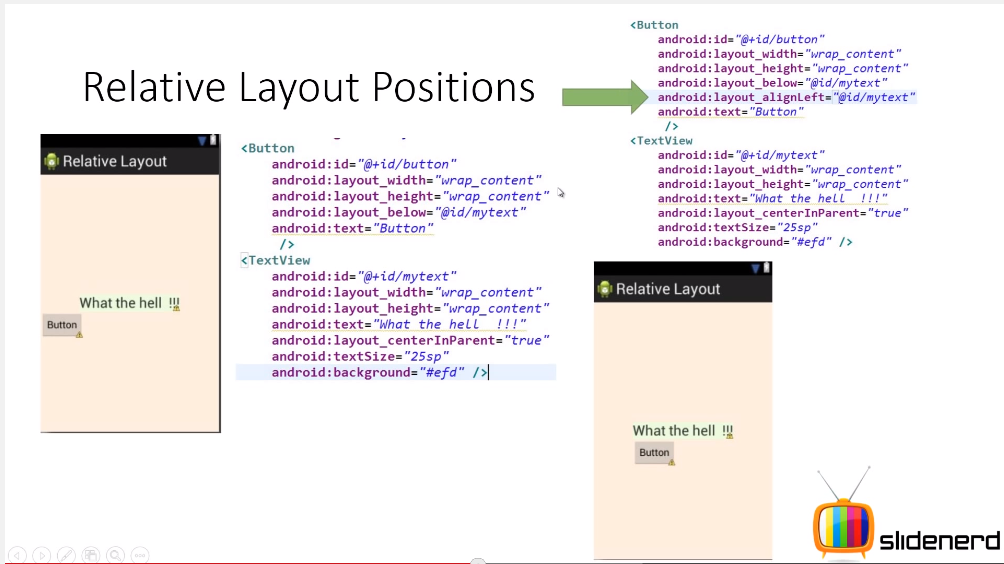 Relative Layout Positions
Relative Layout
What the hell  !!!
Button
<Button
android:id="@+id/button"
android:layout_width="wrap_content"
android:layout_height="wrap_content"
android:layout_below="@id/mytext"
android:text="Button"
/>
<TextView
android:id="@+id/mytext"
android:layout_width="wrap_content"
android:layout_height="wrap_content"
android:text="What the hell  !!!"
android:layout_centerInParent="true"
android:textSize="25sp"
android:background="#efd" />
<Button
android:id="@+id/button"
android:layout_width="wrap_content"
android:layout_height="wrap_content"
android:layout_below="@id/mytext"
android:layout_alignLeft="@id/mytext"
android:text="Button"
/>
<TextView
android:id="@+id/mytext"
android:layout_width="wrap_content"
android:layout_height="wrap_content"
android:text="What the hell  !!!"
android:layout_centerInParent="true"
android:textSize="25sp"
android:background="#efd" />
Relative Layout
What the hell  !!!
Button
slidenerd